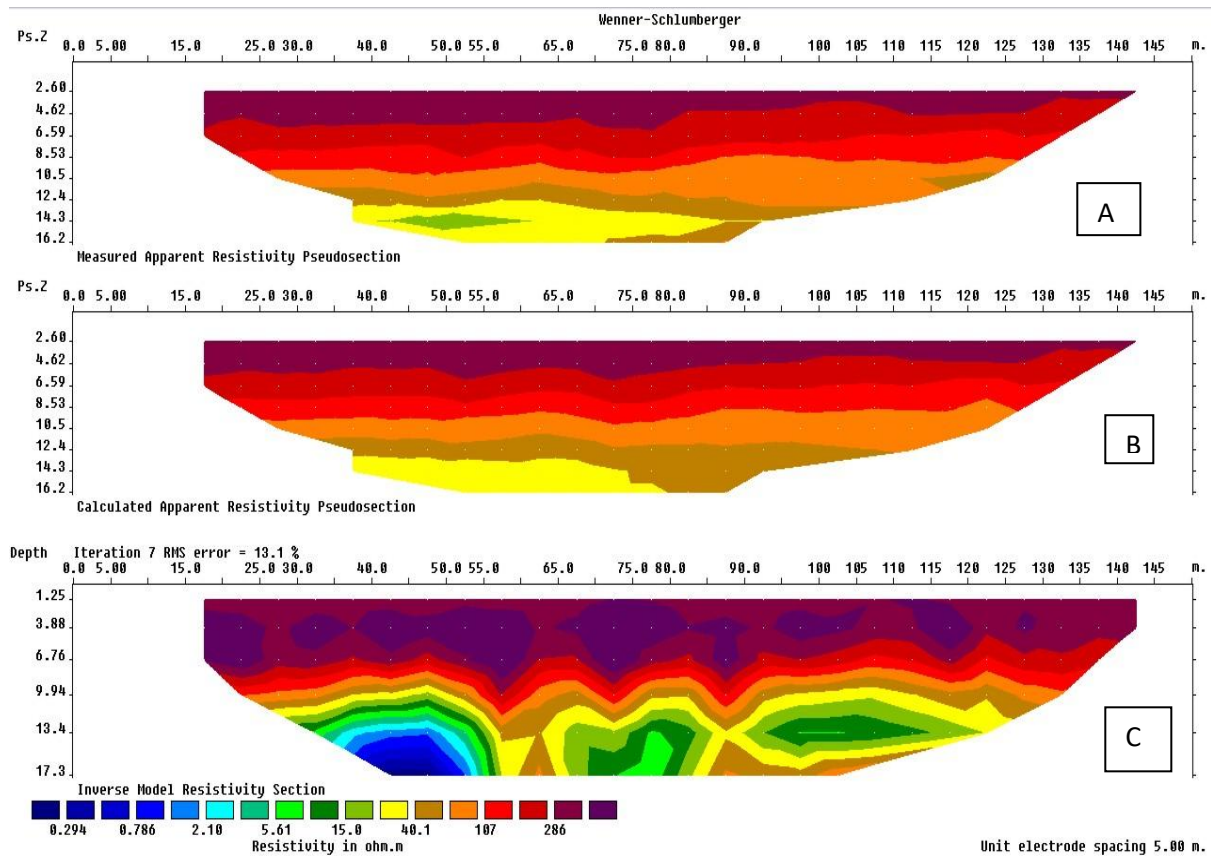 Wenner-Schlumberger
Ps.Z 0.0 5.00 15.0 25.0 30.0 40.0 50.0 55.0 65.0 75.0 80.0 90.0 100 105 115 120 125 135 140 145 m.
2.60
4.62
6.59
8.53
10.5
12.4
14.3
16.2
A
Measured Apparent Resistivity Pseudosection
Ps.Z 0.0 5.00 15.0 25.0 30.0 40.0 50.0 55.0 65.0 75.0 80.0 90.0 100 105 115 120 125 135 140 145 m.
2.60
4.62
6.59
8.53
10.5
12.4
14.3
16.2
B
Calculated Apparent Resistivity Pseudosection
Depth Iteration 7 RMS error = 13.1 %
0.0 5.00 15.0 25.0 30.0 40.0 50.0 55.0 65.0 75.0 80.0 90.0 100 105 115 120 125 135 140 145 m.
1.25
3.88
6.76
9.94
13.4
17.3
C
Inverse Model Resistivity Section
0.294 0.786 2.10 5.61 15.0 40.1 107 286
Resistivity in ohm.m
Unit electrode spacing 5.00 m.